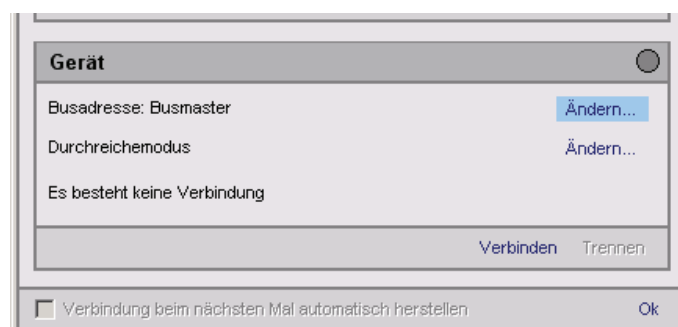 Gerät
Busadresse: Busmaster Ändern...
Durchreichemodus Ändern...
Es besteht keine Verbindung
Verbinden Trennen
Verbindung beim nächsten Mal automatisch herstellen Ok